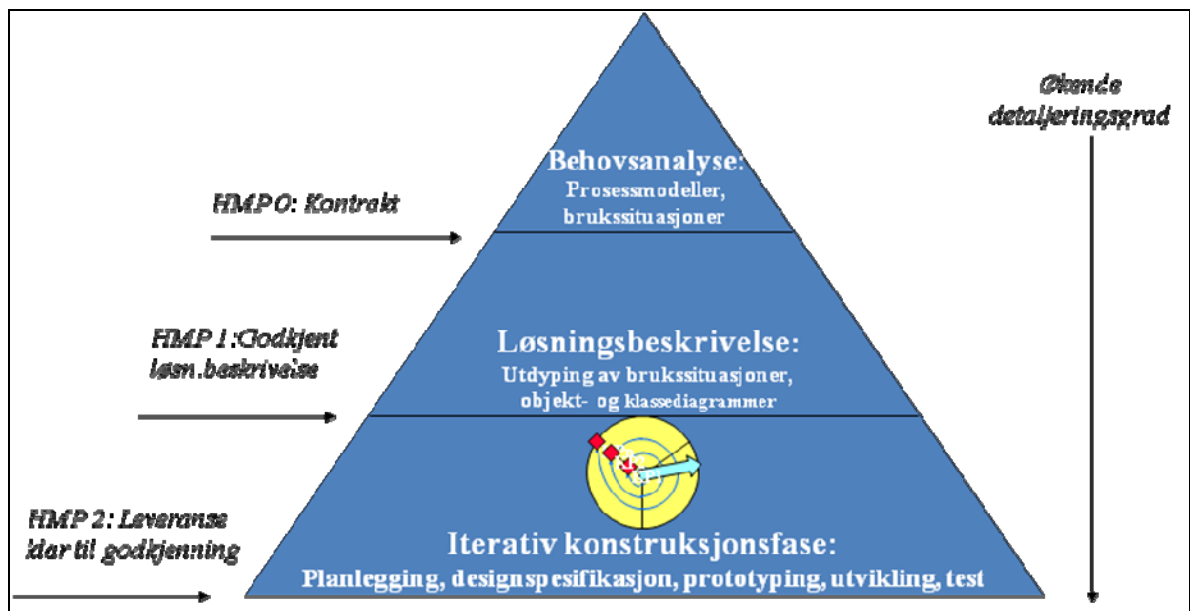 Økende
detaljeringsgrad
Behovsanalyse:
Prosessmodeller,
brukssituasjoner
HMP0: Kontrakt
HMP 1:Godkjent
løsn.beskrivelse
Løsningsbeskrivelse:
Utdyping av brukssituasjoner,
objekt- og klassediagrammer
HMP 2: Leveranse
klar til godkjenning
Iterativ konstruksjonsfase:
Planlegging, designspesifikasjon, prototyping, utvikling, test